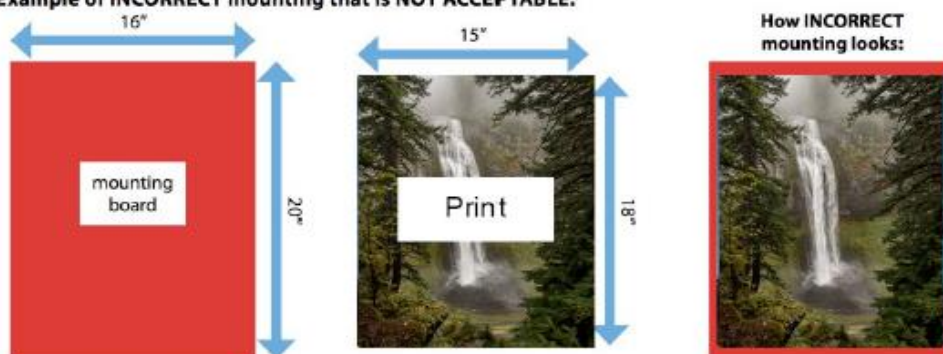 Example of INCORRECT mounting that is NOT ACCEPTABLE:
16"
15"
How INCORRECT
mounting looks:
mounting
board
20"
Print
18"